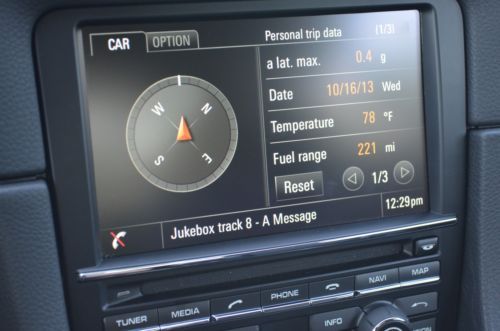 CAR OPTION Personal trip data (1/3)
a lat. max. 0.4 g
Date 10/16/13 Wed
Temperature 78 °F
Fuel range 221 mi
Reset 1/3
W N
S E
Jukebox track 8 - A Message 12:29pm
TUNER MEDIA PHONE NAVI MAP
INFO